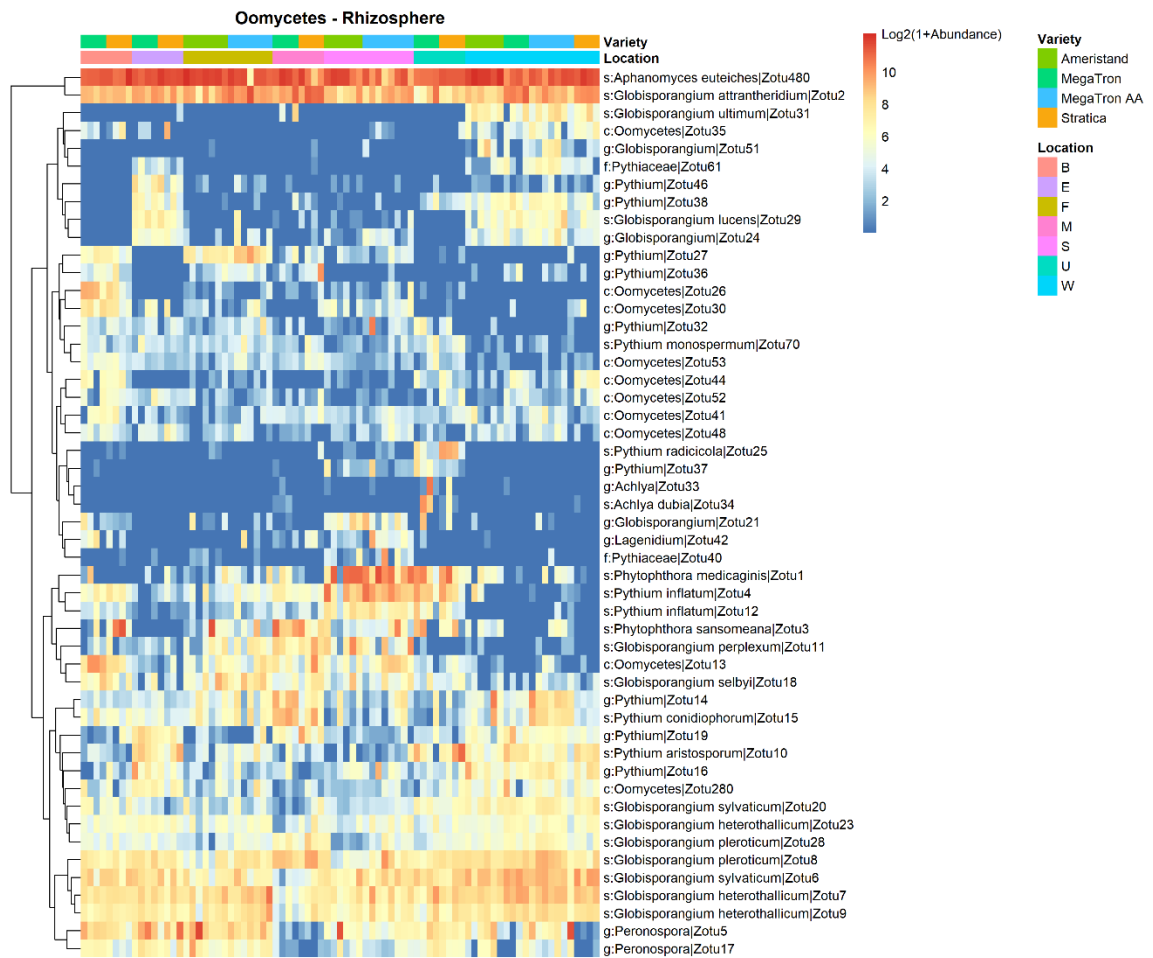 Oomycetes - Rhizosphere
Variety
Location
s:Aphanomyces euteiches|Zotu480
s:Globisporangium attrantheridium|Zotu2
s:Globisporangium ultimum|Zotu31
c:Oomycetes|Zotu35
g:Globisporangium|Zotu51
f:Pythiaceae|Zotu61
g:Pythium|Zotu46
g:Pythium|Zotu38
s:Globisporangium lucens|Zotu29
g:Globisporangium|Zotu24
g:Pythium|Zotu27
g:Pythium|Zotu36
c:Oomycetes|Zotu26
c:Oomycetes|Zotu30
g:Pythium|Zotu32
s:Pythium monospermum|Zotu70
c:Oomycetes|Zotu53
c:Oomycetes|Zotu44
c:Oomycetes|Zotu52
c:Oomycetes|Zotu41
c:Oomycetes|Zotu48
s:Pythium radicicola|Zotu25
g:Pythium|Zotu37
g:Achlya|Zotu33
s:Achlya dubia|Zotu34
g:Globisporangium|Zotu21
g:Lagenidium|Zotu42
f:Pythiaceae|Zotu40
s:Phytophthora medicaginis|Zotu1
s:Pythium inflatum|Zotu4
s:Pythium inflatum|Zotu12
s:Phytophthora sansomeana|Zotu3
s:Globisporangium perplexum|Zotu11
c:Oomycetes|Zotu13
s:Globisporangium selbyi|Zotu18
g:Pythium|Zotu14
s:Pythium conidiophorum|Zotu15
g:Pythium|Zotu19
s:Pythium aristosporum|Zotu10
g:Pythium|Zotu16
c:Oomycetes|Zotu280
s:Globisporangium sylvaticum|Zotu20
s:Globisporangium heterothallicum|Zotu23
s:Globisporangium pleroticum|Zotu28
s:Globisporangium pleroticum|Zotu8
s:Globisporangium sylvaticum|Zotu6
s:Globisporangium heterothallicum|Zotu7
s:Globisporangium heterothallicum|Zotu9
g:Peronospora|Zotu5
g:Peronospora|Zotu17
Log2(1+Abundance)
10
8
6
4
2
Variety
Ameristand
MegaTron
MegaTron AA
Stratica
Location
B
E
F
M
S
U
W